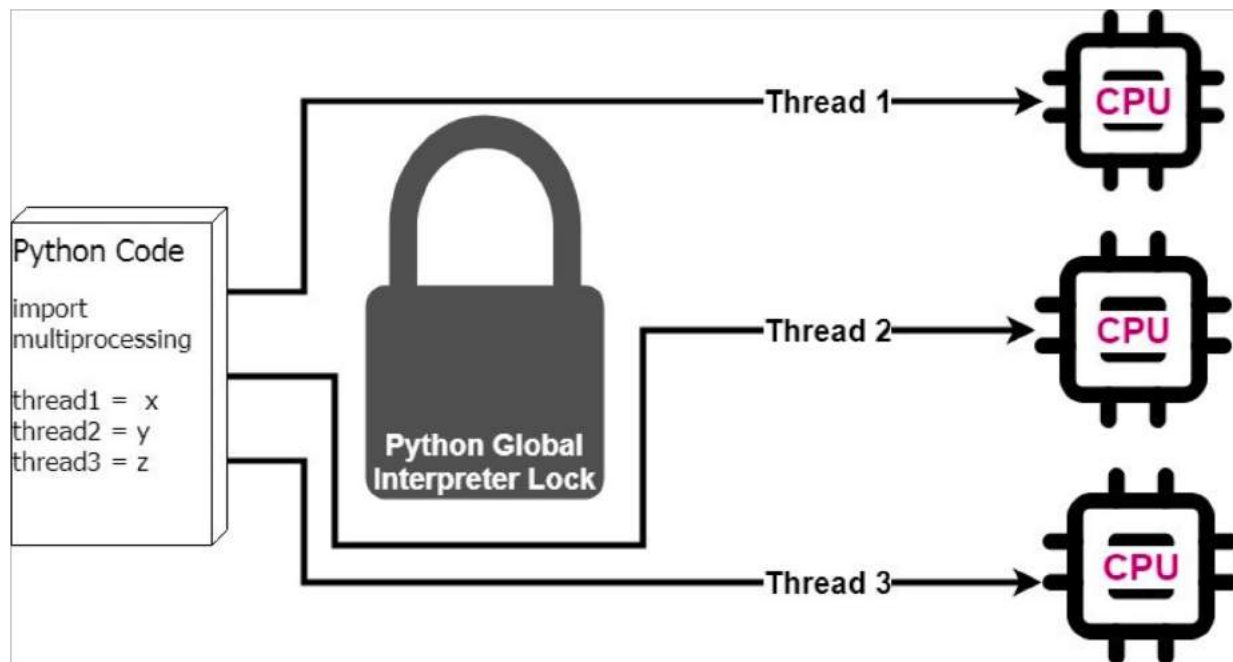 Python Code
import
multiprocessing
thread1 =  x
thread2 = y
thread3 = z
Python Global
Interpreter Lock
Thread 1
CPU
Thread 2
CPU
Thread 3
CPU